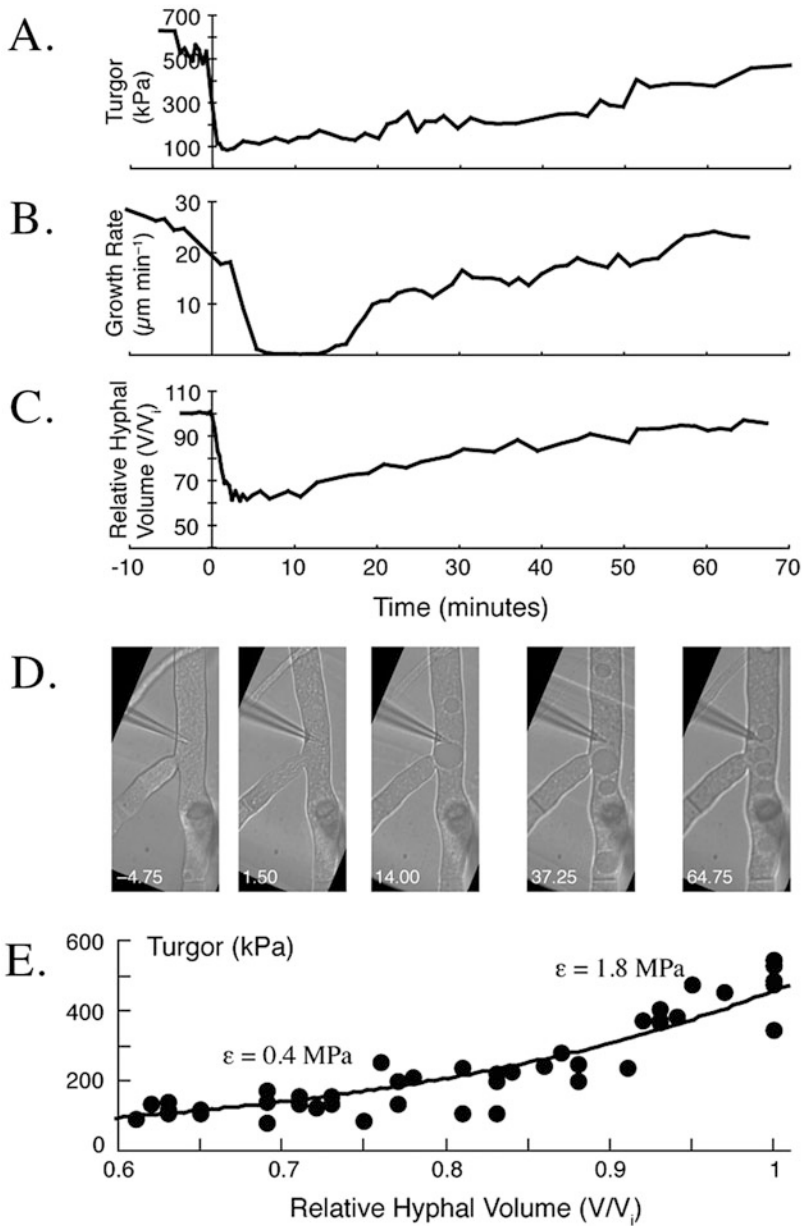 A.
Turgor
(kPa)
700
500
300
100
B.
Growth Rate
(µm min⁻¹)
30
20
10
C.
Relative Hyphal
Volume (V/Vᵢ)
110
90
70
50
-10 0 10 20 30 40 50 60 70
Time (minutes)
D.
−4.75 1.50 14.00 37.25 64.75
E.
Turgor (kPa)
600
400
200
0
ε = 0.4 MPa
ε = 1.8 MPa
0.6 0.7 0.8 0.9 1
Relative Hyphal Volume (V/Vᵢ)